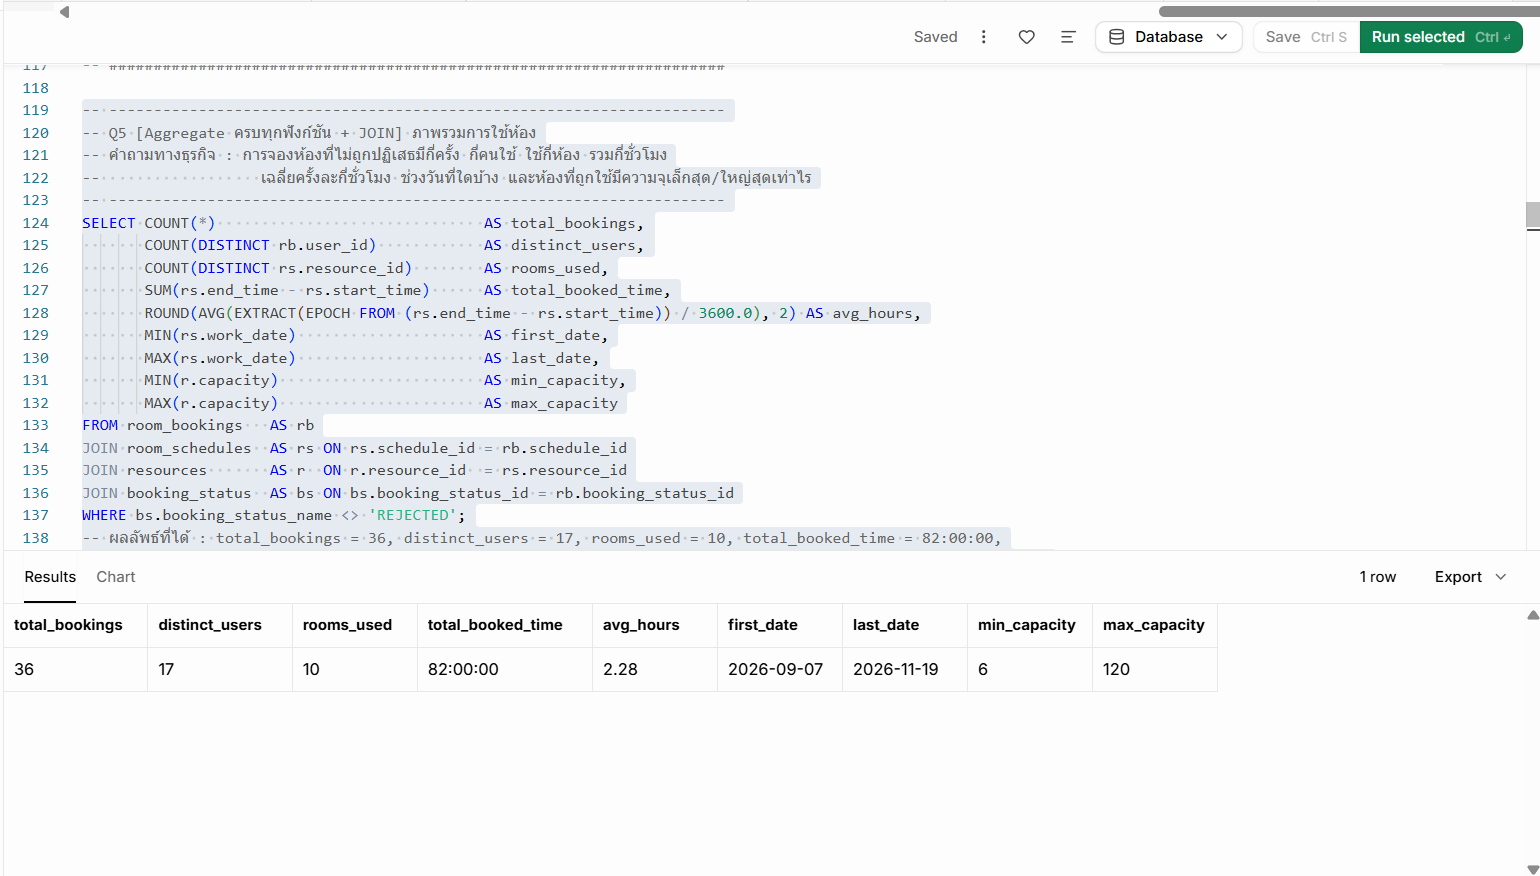 Saved
Database
Save Ctrl S
Run selected Ctrl ↵
117 -- #####################################################################
118
119 -- ---------------------------------------------------------------------
120 -- Q5 [Aggregate ครบทุกฟังก์ชัน + JOIN] ภาพรวมการใช้ห้อง
121 -- คำถามทางธุรกิจ : การจองห้องที่ไม่ถูกปฏิเสธมีกี่ครั้ง กี่คนใช้ ใช้กี่ห้อง รวมกี่ชั่วโมง
122 -- เฉลี่ยครั้งละกี่ชั่วโมง ช่วงวันที่ใดบ้าง และห้องที่ถูกใช้มีความจุเล็กสุด/ใหญ่สุดเท่าไร
123 -- ---------------------------------------------------------------------
124 SELECT COUNT(*) AS total_bookings,
125 COUNT(DISTINCT rb.user_id) AS distinct_users,
126 COUNT(DISTINCT rs.resource_id) AS rooms_used,
127 SUM(rs.end_time - rs.start_time) AS total_booked_time,
128 ROUND(AVG(EXTRACT(EPOCH FROM (rs.end_time - rs.start_time)) / 3600.0), 2) AS avg_hours,
129 MIN(rs.work_date) AS first_date,
130 MAX(rs.work_date) AS last_date,
131 MIN(r.capacity) AS min_capacity,
132 MAX(r.capacity) AS max_capacity
133 FROM room_bookings AS rb
134 JOIN room_schedules AS rs ON rs.schedule_id = rb.schedule_id
135 JOIN resources AS r ON r.resource_id = rs.resource_id
136 JOIN booking_status AS bs ON bs.booking_status_id = rb.booking_status_id
137 WHERE bs.booking_status_name <> 'REJECTED';
138 -- ผลลัพธ์ที่ได้ : total_bookings = 36, distinct_users = 17, rooms_used = 10, total_booked_time = 82:00:00,
Results Chart 1 row Export
total_bookings distinct_users rooms_used total_booked_time avg_hours first_date last_date min_capacity max_capacity
36 17 10 82:00:00 2.28 2026-09-07 2026-11-19 6 120